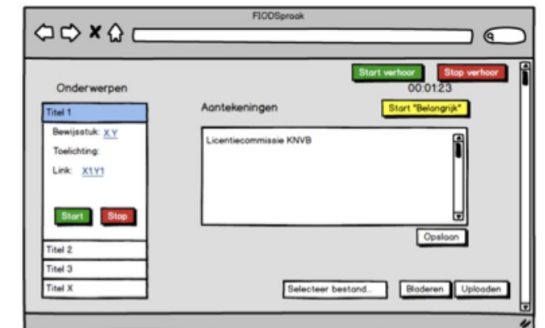 FIODSpraak
Start verhoor
Stop verhoor
00:01:23
Onderwerpen
Aantekeningen
Start "Belangrijk"
Titel 1
Bewijsstuk: X.Y
Toelichting:
Link: X1Y1
Start
Stop
Titel 2
Titel 3
Titel X
Licentiecommissie KNVB
Opslaan
Selecteer bestand..
Bladeren
Uploaden